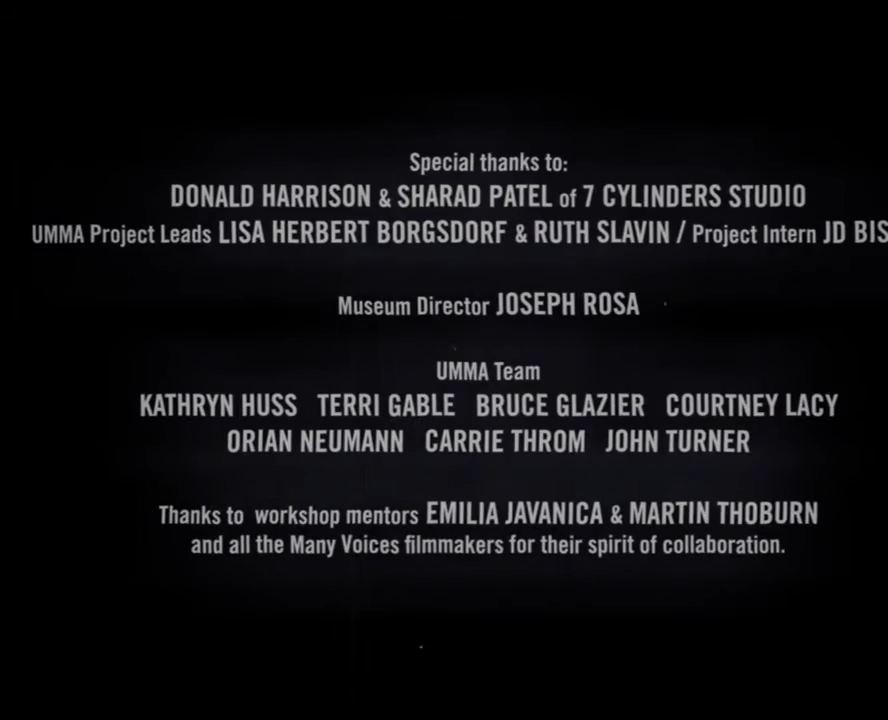 Special thanks to:
DONALD HARRISON & SHARAD PATEL of 7 CYLINDERS STUDIO
UMMA Project Leads LISA HERBERT BORGSDORF & RUTH SLAVIN / Project Intern JD
Museum Director JOSEPH ROSA
UMMA Team
KATHRYN HUSS TERRI GABLE BRUCE GLAZIER COURTNEY LACY
ORIAN NEUMANN CARRIE THROM JOHN TURNER
Thanks to workshop mentors EMILIA JAVANICA & MARTIN THOBURN
and all the Many Voices filmmakers for their spirit of collaboration.